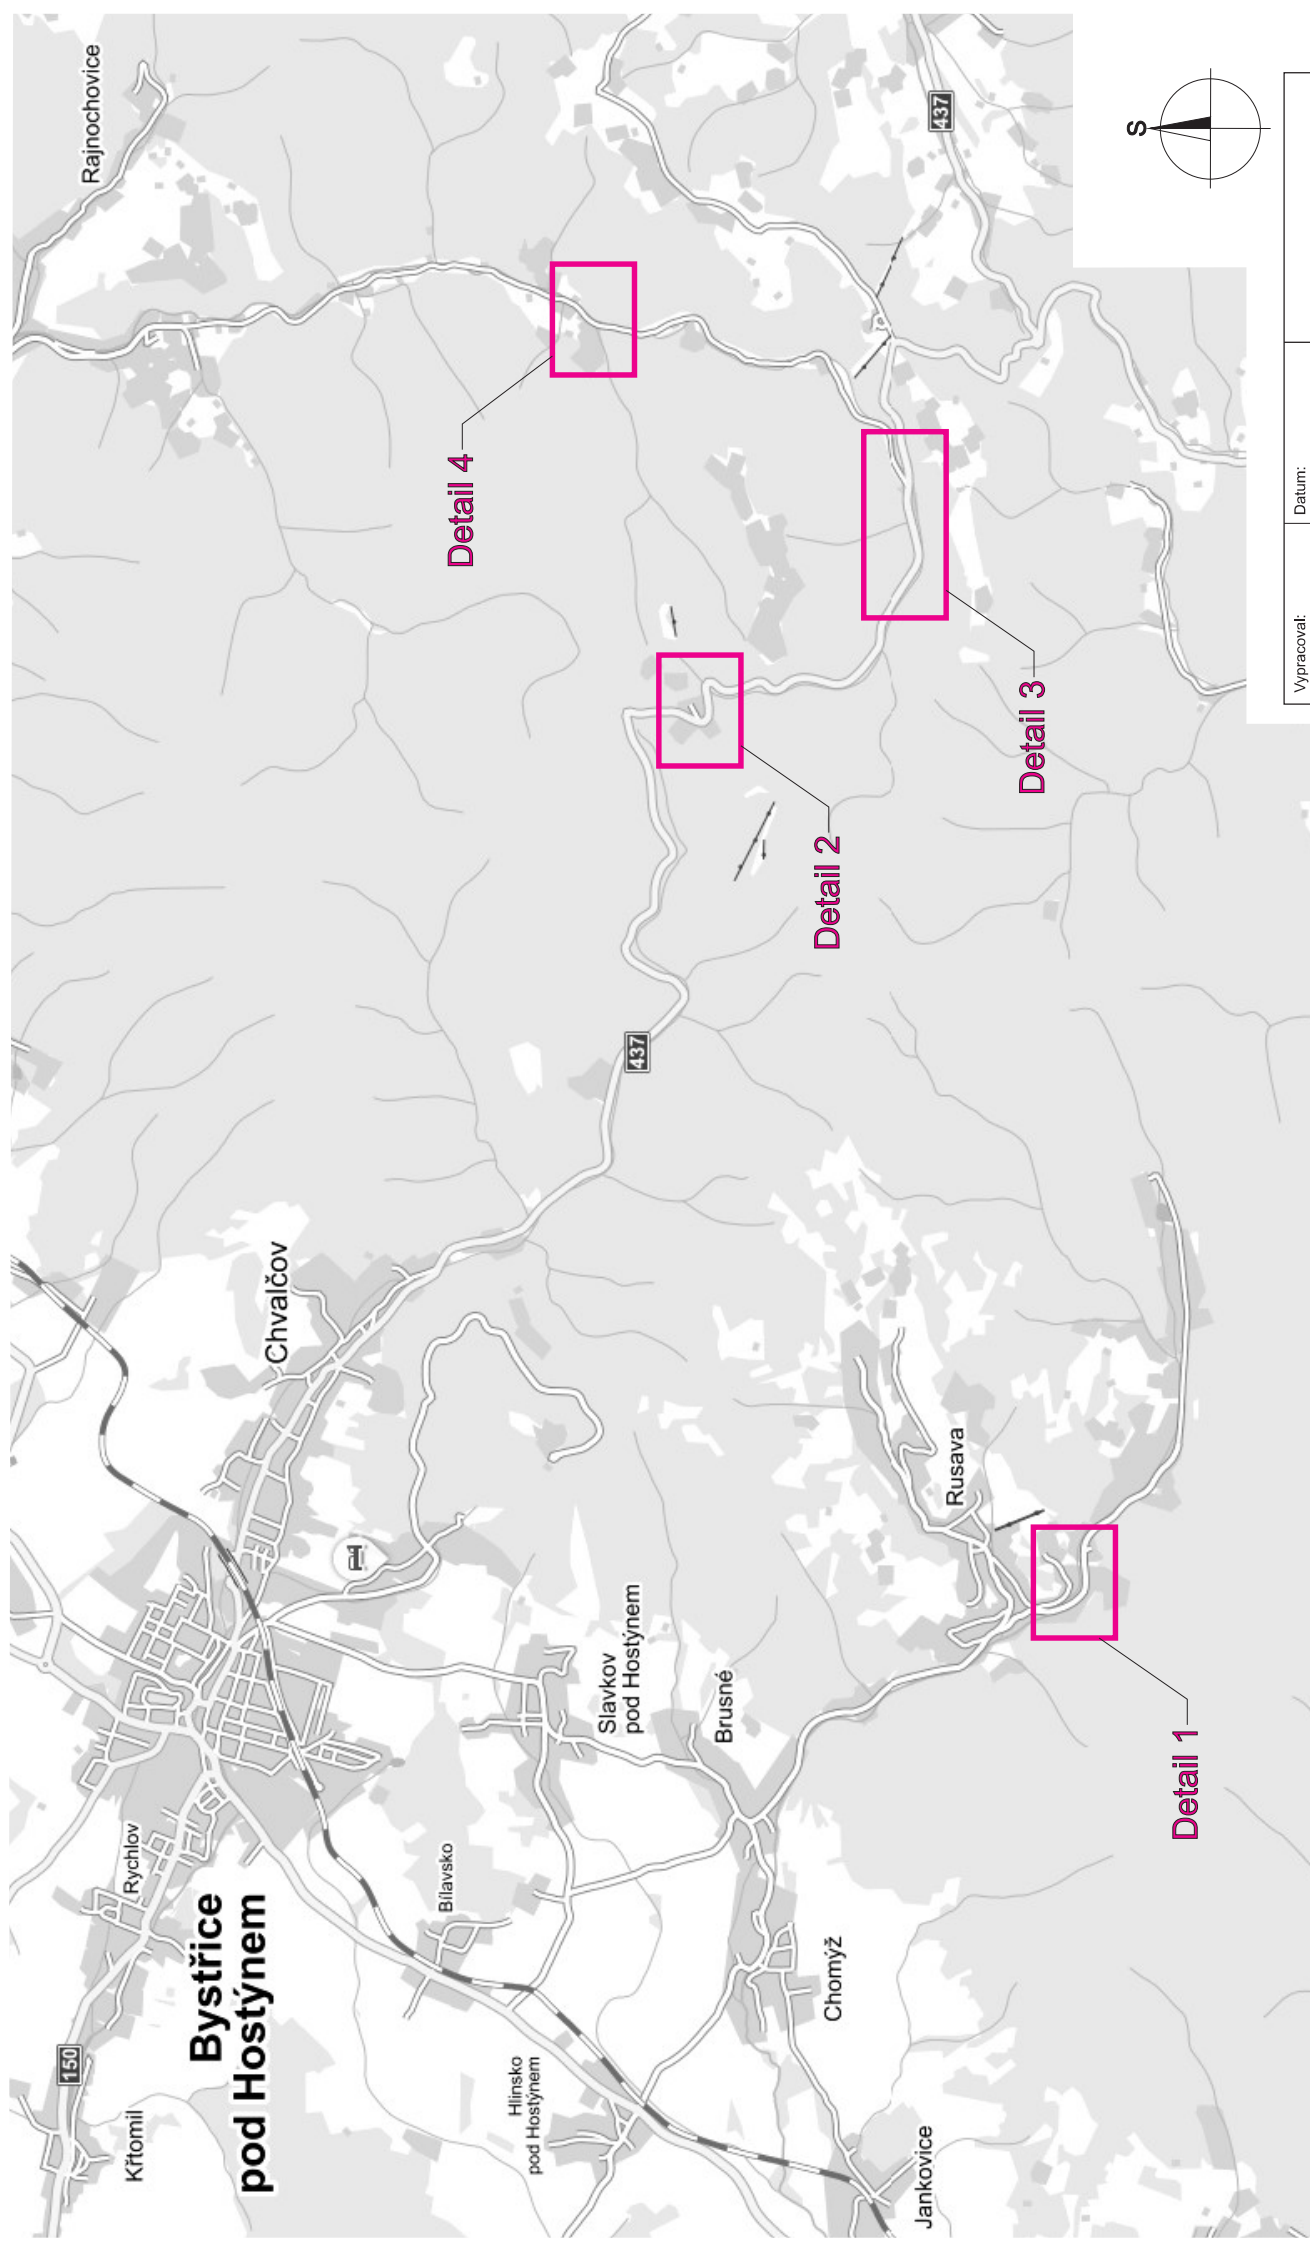 Rajnochovice
437
S
Detail 4
Detail 3
Detail 2
437
Chvalčov
Rusava
Slavkov
pod Hostýnem
Brusné
Detail 1
Rychlov
Bílavsko
Bystřice
pod Hostýnem
Chomýž
150
Hlinsko
pod Hostýnem
Křtomil
Jankovice
Vypracoval:
Datum: